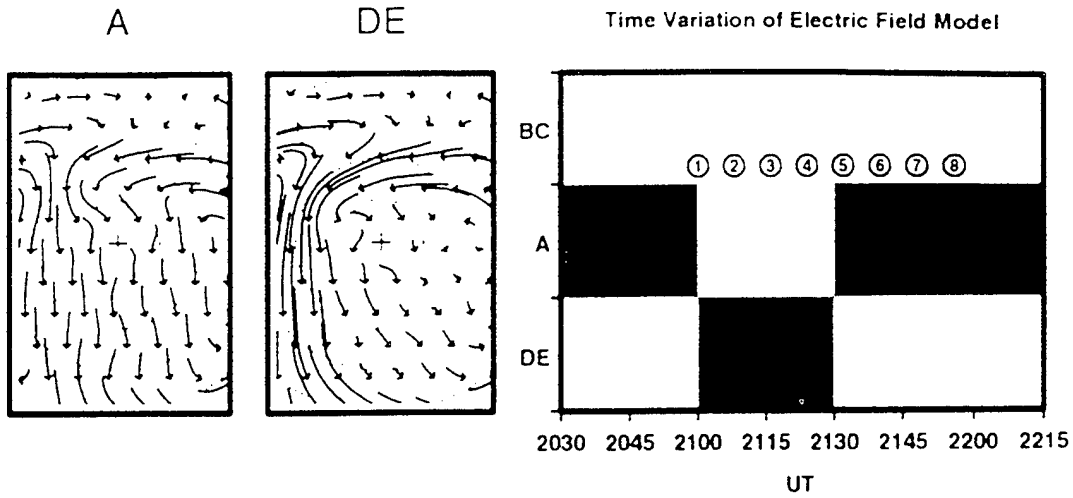 A
DE
Time Variation of Electric Field Model
BC
① ② ③ ④ ⑤ ⑥ ⑦ ⑧
A
DE
2030 2045 2100 2115 2130 2145 2200 2215
UT